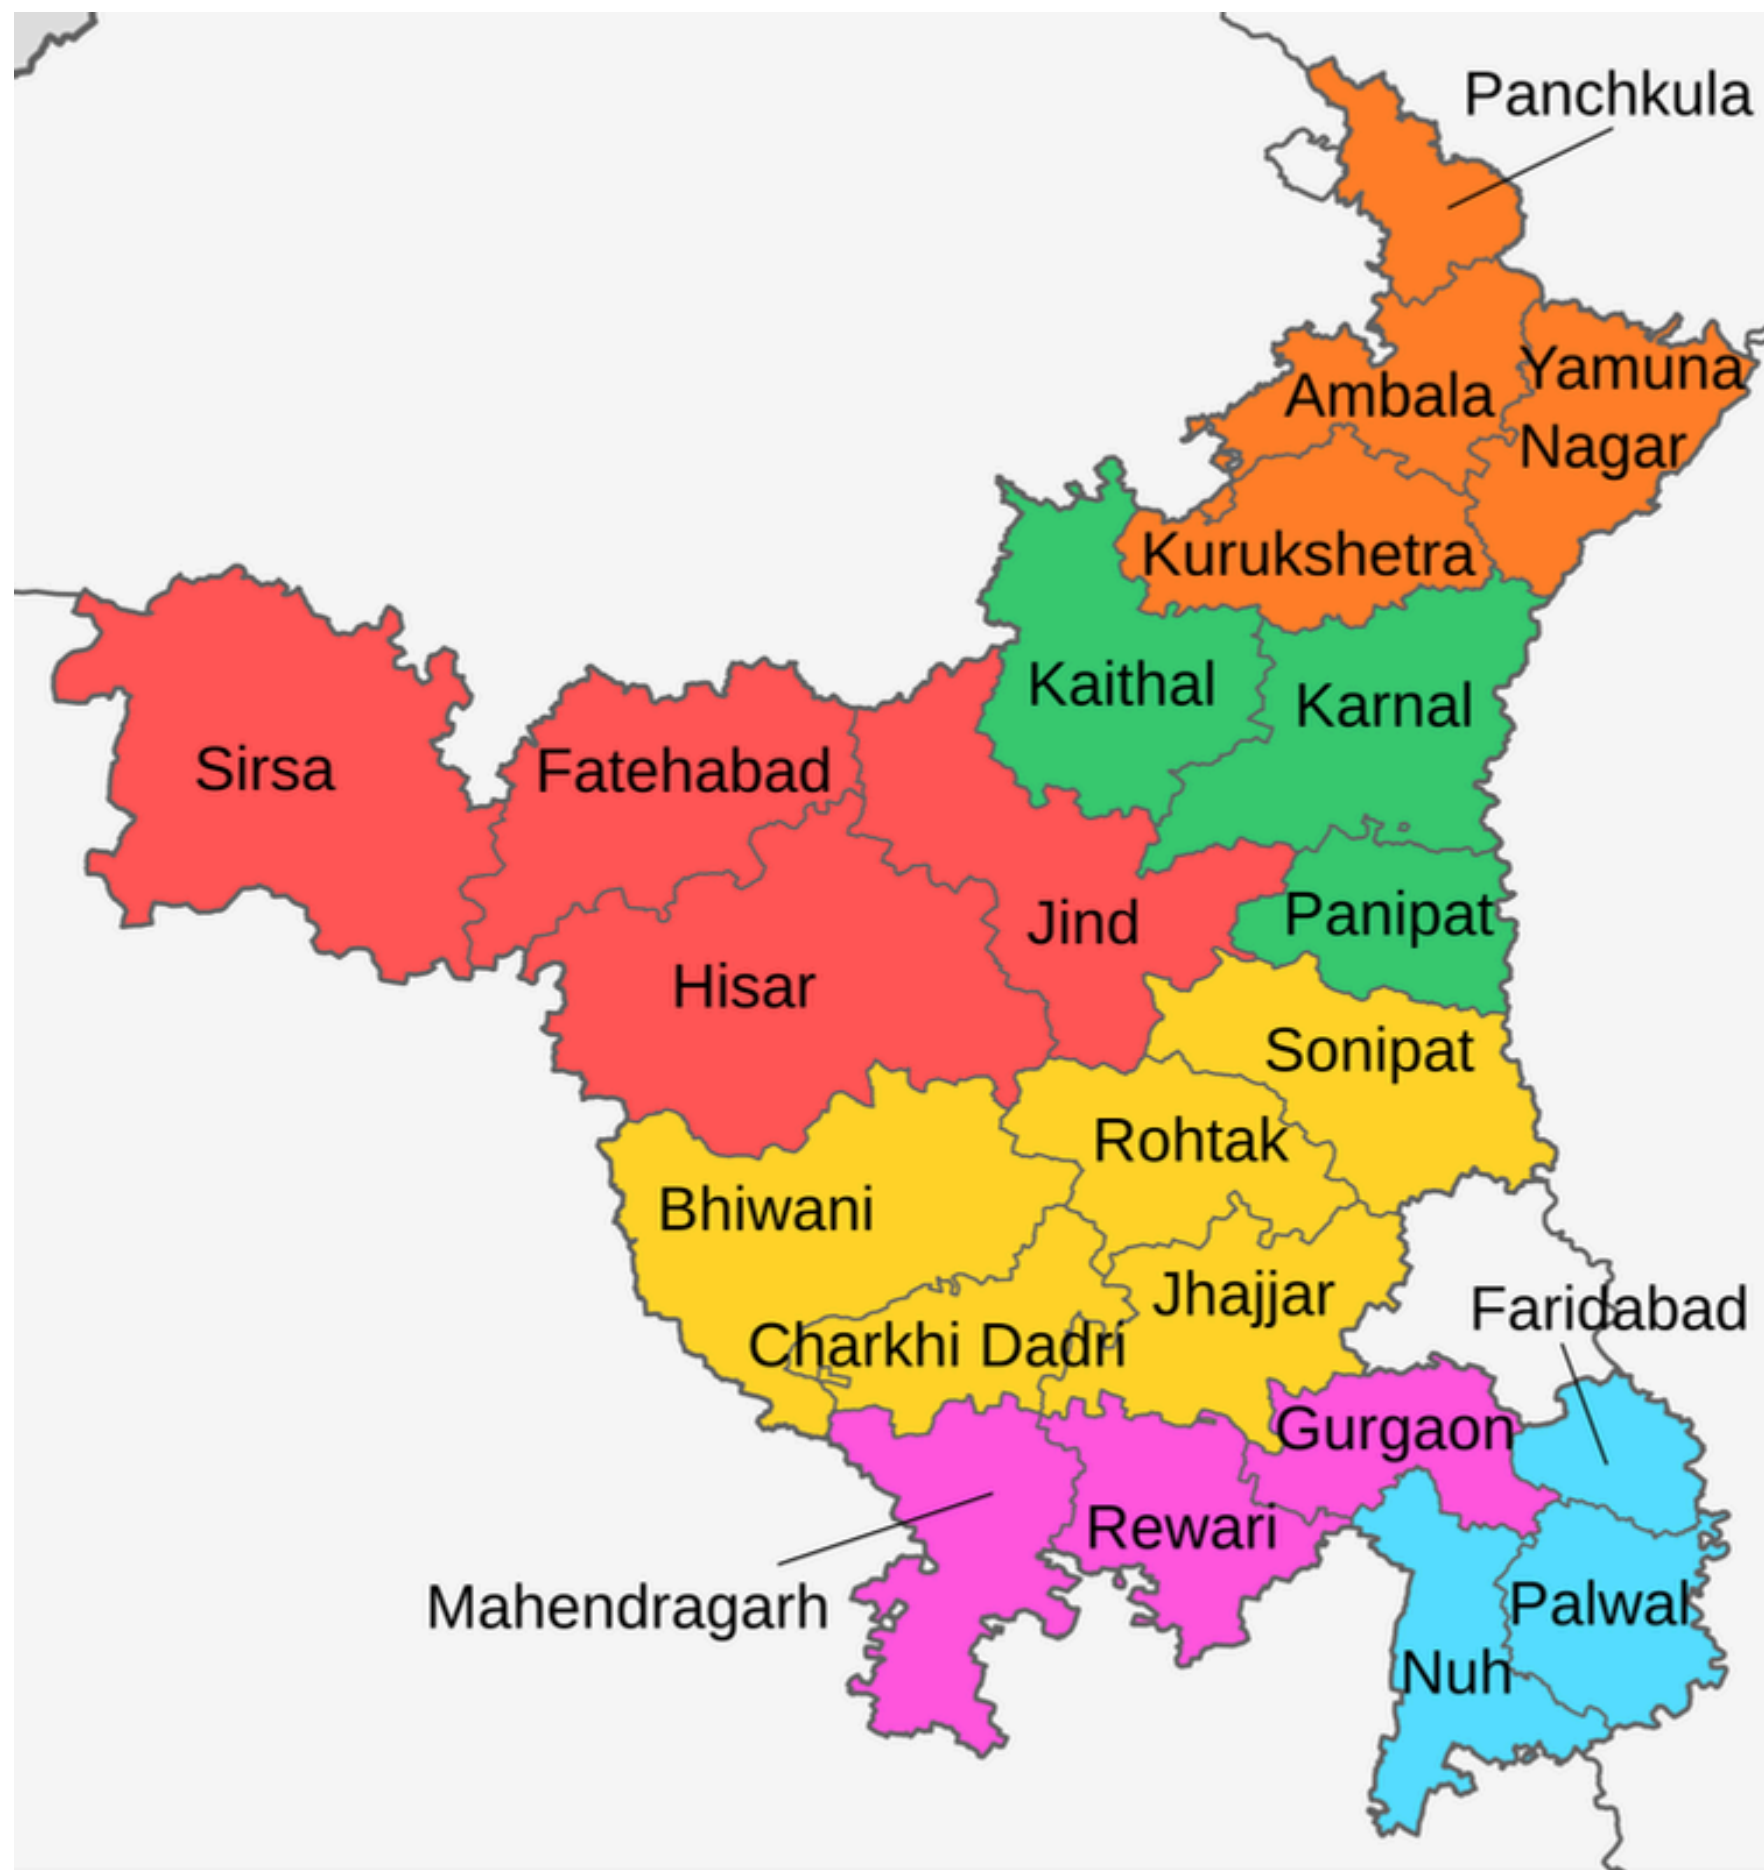 Panchkula
Ambala
Yamuna
Nagar
Kurukshetra
Kaithal
Karnal
Sirsa
Fatehabad
Jind
Panipat
Hisar
Sonipat
Rohtak
Bhiwani
Jhajjar
Faridabad
Charkhi Dadri
Gurgaon
Rewari
Mahendragarh
Palwal
Nuh